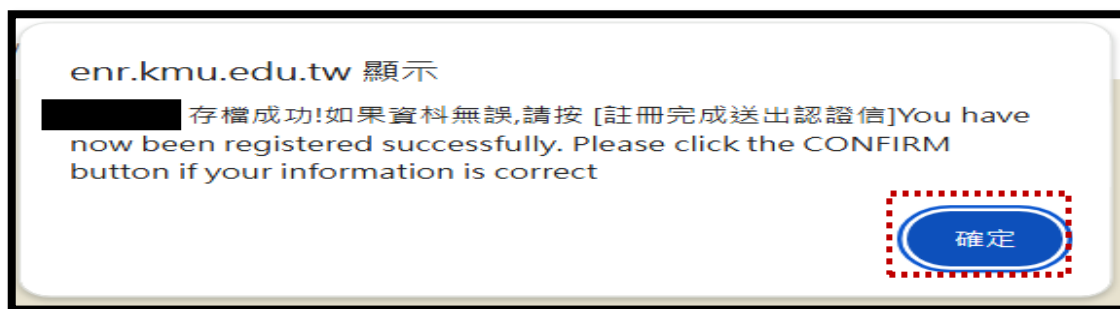 enr.kmu.edu.tw 顯示
存檔成功!如果資料無誤,請按 [註冊完成送出認證信]You have
now been registered successfully. Please click the CONFIRM
button if your information is correct
確定